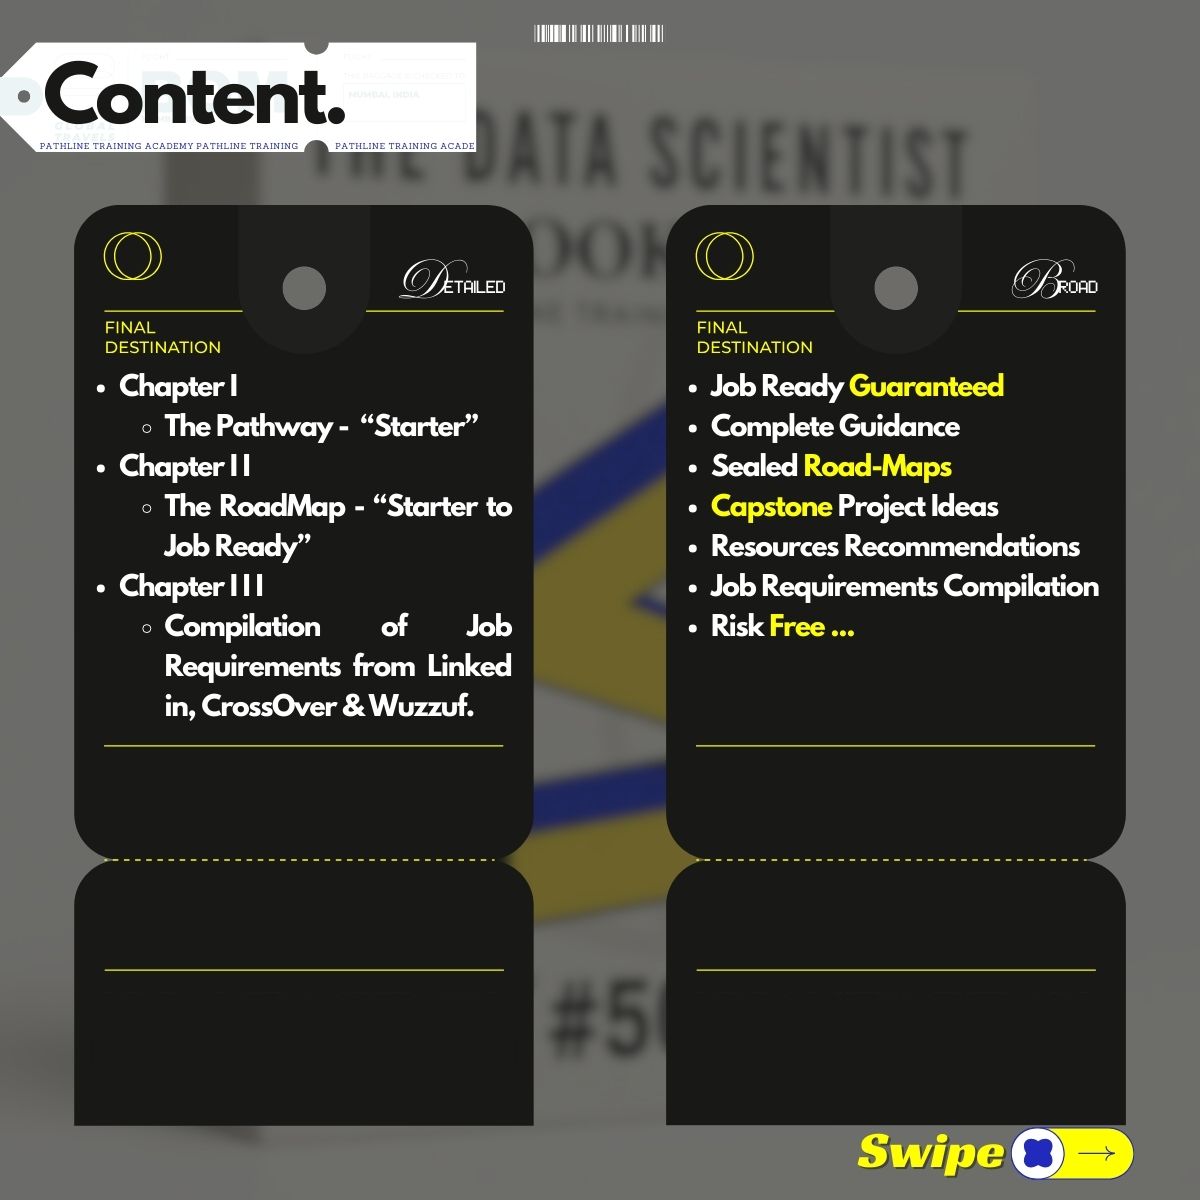 Content.
MUMBAI, INDIA
PATHLINE TRAINING ACADEMY PATHLINE TRAINING
PATHLINE TRAINING ACADE
THE DATA SCIENTIST
Detailed
FINAL
DESTINATION
• Chapter I
○ The Pathway - “Starter”
• Chapter II
○ The RoadMap - “Starter to
Job Ready”
• Chapter III
○ Compilation of Job
Requirements from Linked
in, CrossOver & Wuzzuf.
Broad
FINAL
DESTINATION
• Job Ready Guaranteed
• Complete Guidance
• Sealed Road-Maps
• Capstone Project Ideas
• Resources Recommendations
• Job Requirements Compilation
• Risk Free ...
Swipe